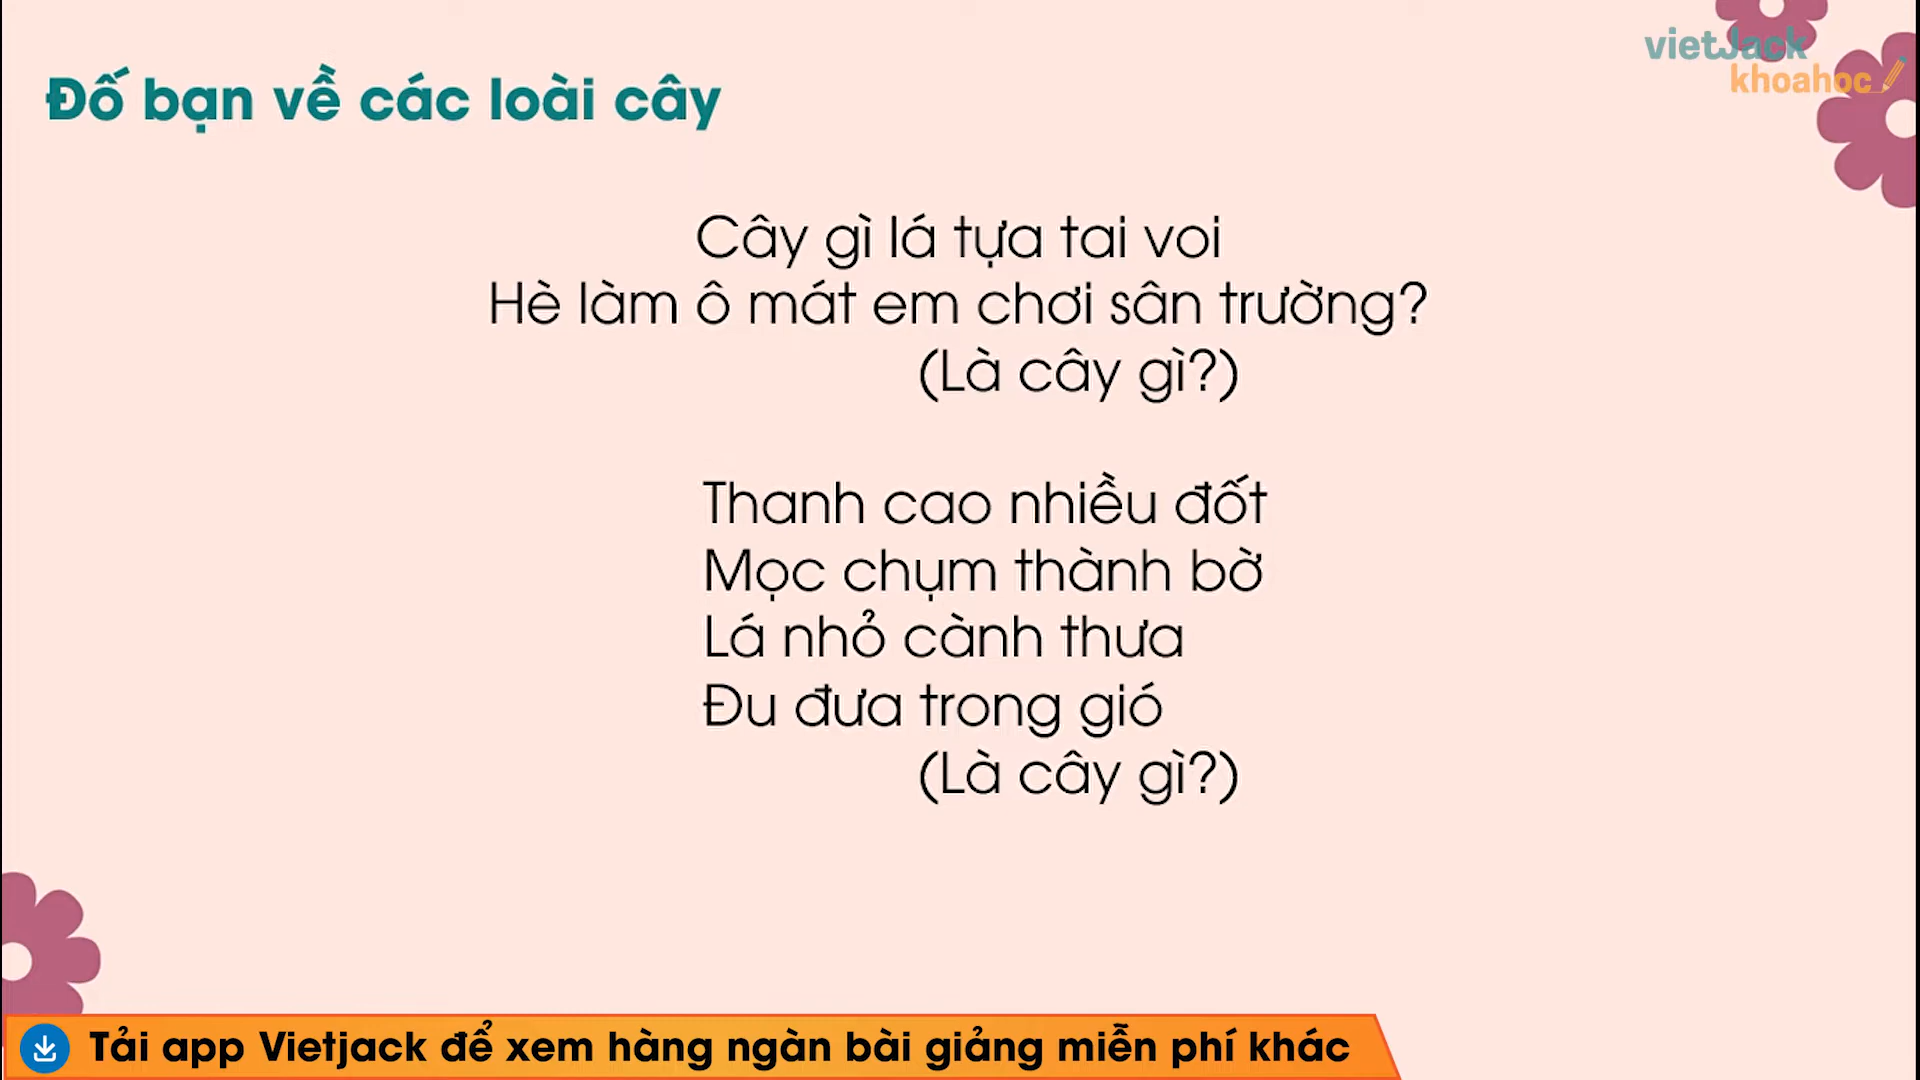 vietJack
khoahoc
Đố bạn về các loài cây
Cây gì lá tựa tai voi
Hè làm ô mát em chơi sân trường?
(Là cây gì?)
Thanh cao nhiều đốt
Mọc chụm thành bờ
Lá nhỏ cành thưa
Đu đưa trong gió
(Là cây gì?)
Tải app Vietjack để xem hàng ngàn bài giảng miễn phí khác